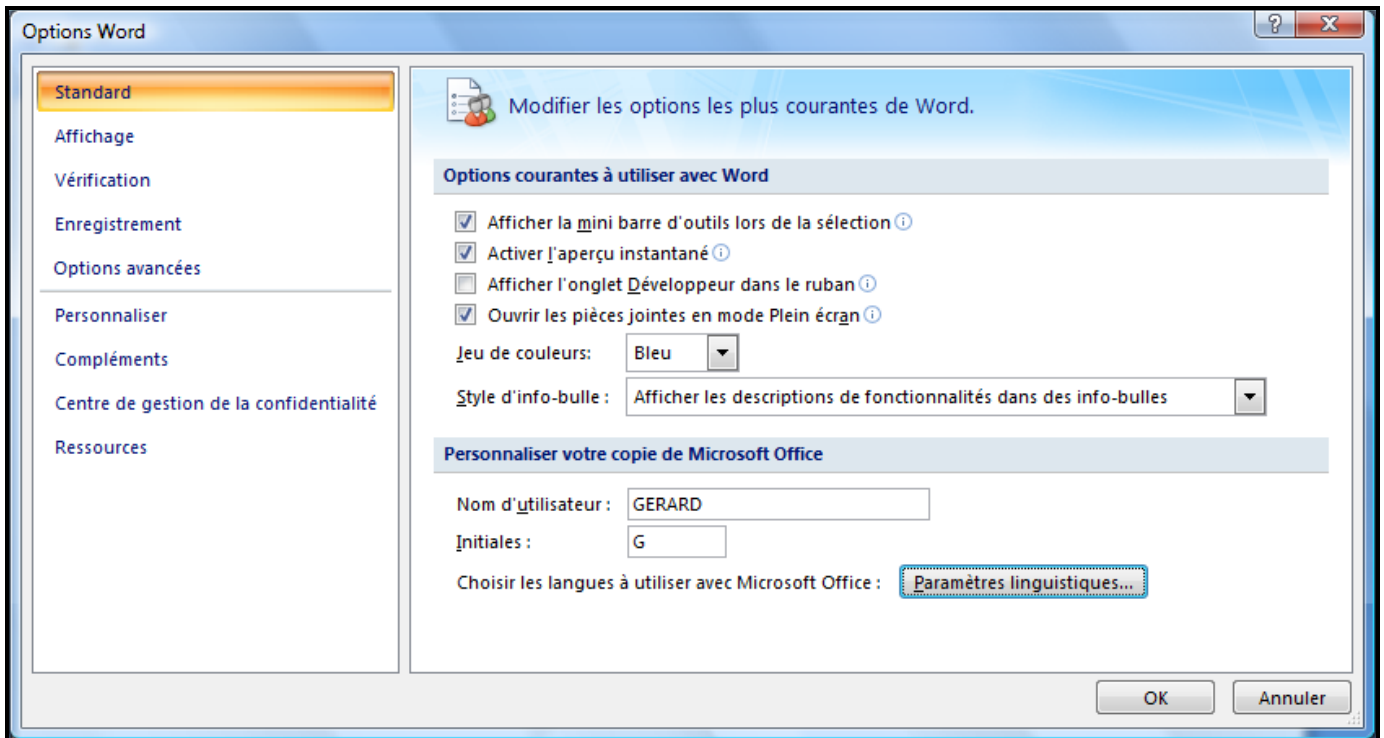 Options Word
Standard
Affichage
Vérification
Enregistrement
Options avancées
Personnaliser
Compléments
Centre de gestion de la confidentialité
Ressources
Modifier les options les plus courantes de Word.
Options courantes à utiliser avec Word
Afficher la mini barre d'outils lors de la sélection
Activer l'aperçu instantané
Afficher l'onglet Développeur dans le ruban
Ouvrir les pièces jointes en mode Plein écran
Jeu de couleurs: Bleu
Style d'info-bulle : Afficher les descriptions de fonctionnalités dans des info-bulles
Personnaliser votre copie de Microsoft Office
Nom d'utilisateur : GERARD
Initiales : G
Choisir les langues à utiliser avec Microsoft Office : Paramètres linguistiques...
OK Annuler